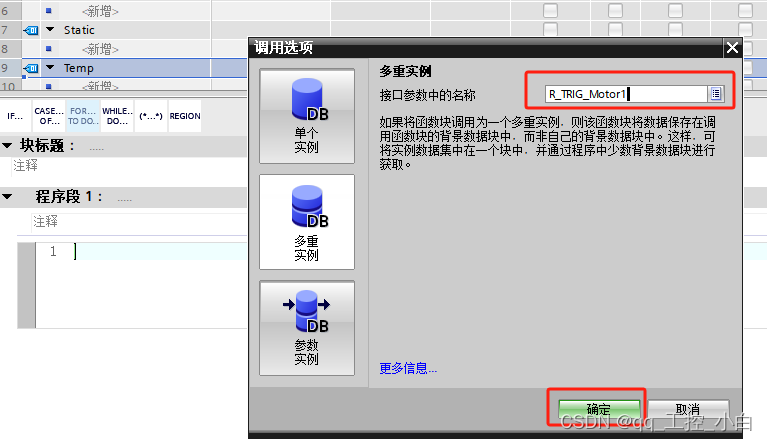 6
<新增>
7
Static
8
<新增>
9
Temp
10
<新增>
IF...
CASE... OF...
FOR... TO DO...
WHILE... DO...
(*...*)
REGION
块标题： .....
注释
程序段 1： .....
注释
1
调用选项
DB
单个
实例
DB
多重
实例
DB
参数
实例
多重实例
接口参数中的名称
R_TRIG_Motor1
如果将函数块调用为一个多重实例，则该函数块将数据保存在调
用函数块的背景数据块中，而非自己的背景数据块中。这样，可
将实例数据集中在一个块中，并通过程序中少数背景数据块进行
获取。
更多信息...
确定
取消
CSDN @qq_工控_小白